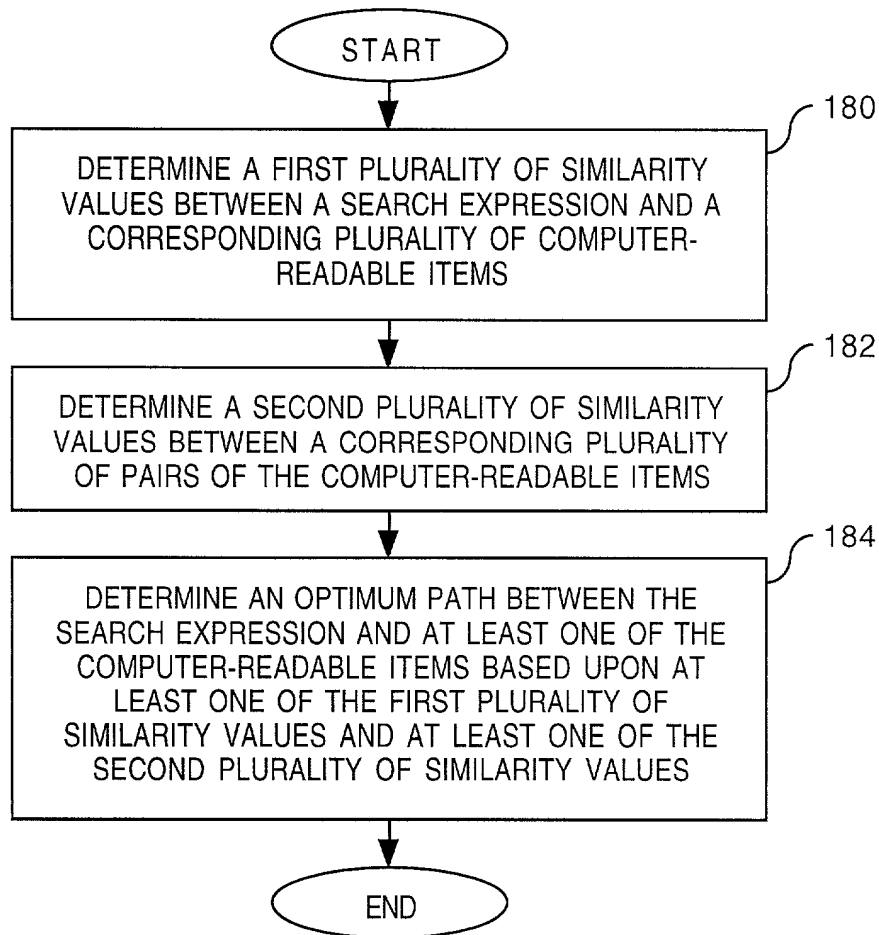 START
180
DETERMINE A FIRST PLURALITY OF SIMILARITY
VALUES BETWEEN A SEARCH EXPRESSION AND A
CORRESPONDING PLURALITY OF COMPUTER-
READABLE ITEMS
182
DETERMINE A SECOND PLURALITY OF SIMILARITY
VALUES BETWEEN A CORRESPONDING PLURALITY
OF PAIRS OF THE COMPUTER-READABLE ITEMS
184
DETERMINE AN OPTIMUM PATH BETWEEN THE
SEARCH EXPRESSION AND AT LEAST ONE OF THE
COMPUTER-READABLE ITEMS BASED UPON AT
LEAST ONE OF THE FIRST PLURALITY OF
SIMILARITY VALUES AND AT LEAST ONE OF THE
SECOND PLURALITY OF SIMILARITY VALUES
END